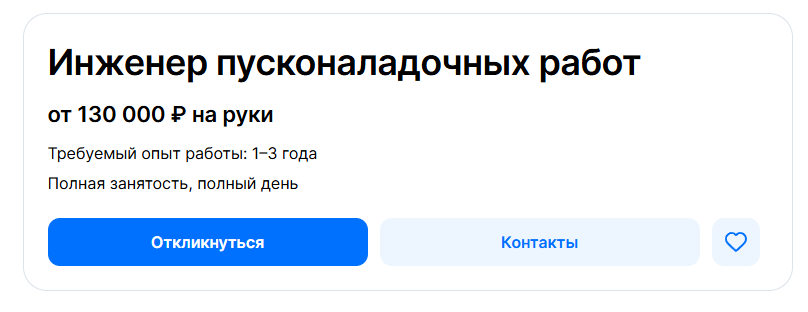 Инженер пусконаладочных работ
от 130 000 ₽ на руки
Требуемый опыт работы: 1–3 года
Полная занятость, полный день
Откликнуться
Контакты